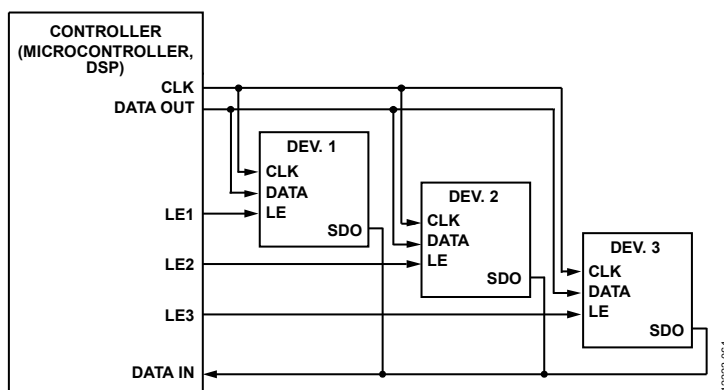 CONTROLLER
(MICROCONTROLLER,
DSP)
CLK
DATA OUT
LE1
LE2
LE3
DATA IN
DEV. 1
CLK
DATA
LE
SDO
DEV. 2
CLK
DATA
LE
SDO
DEV. 3
CLK
DATA
LE
SDO